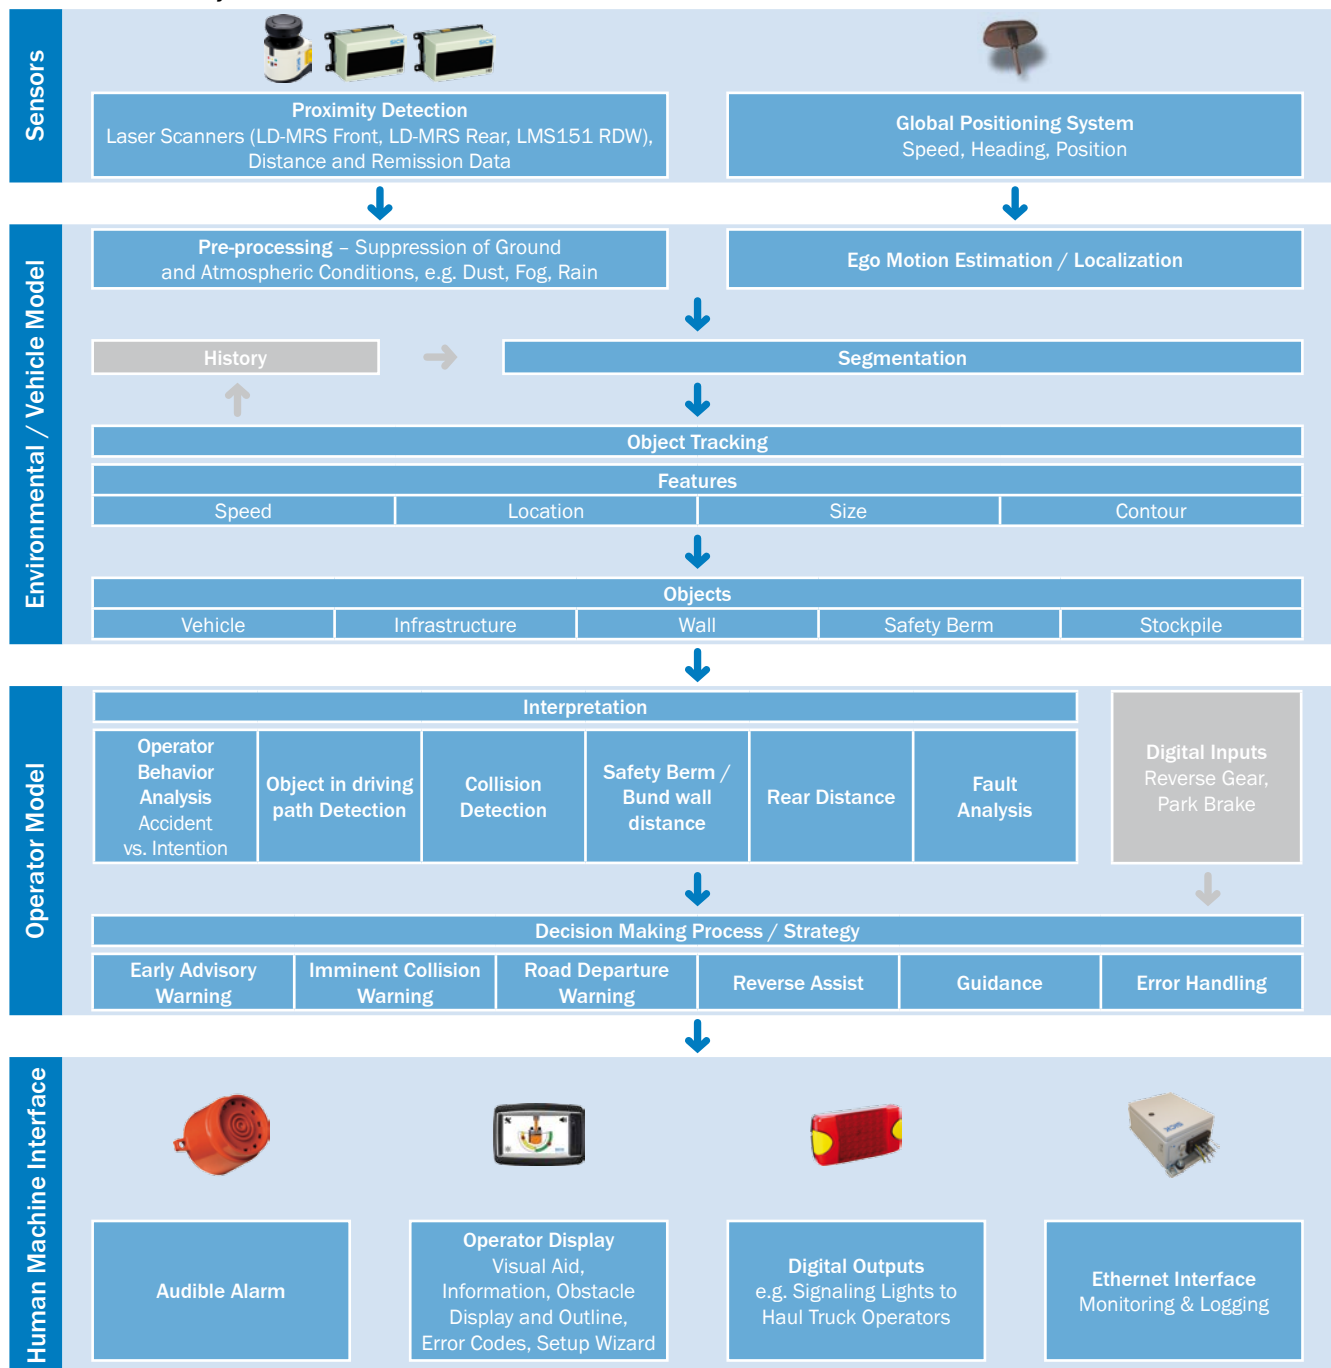 Sensors
Proximity Detection
Laser Scanners (LD-MRS Front, LD-MRS Rear, LMS151 RDW),
Distance and Remission Data
Global Positioning System
Speed, Heading, Position
Environmental / Vehicle Model
Pre-processing – Suppression of Ground
and Atmospheric Conditions, e.g. Dust, Fog, Rain
Ego Motion Estimation / Localization
History
Segmentation
Object Tracking
Features
Speed
Location
Size
Contour
Objects
Vehicle
Infrastructure
Wall
Safety Berm
Stockpile
Operator Model
Interpretation
Operator
Behavior
Analysis
Accident
vs. Intention
Object in driving
path Detection
Collision
Detection
Safety Berm /
Bund wall
distance
Rear Distance
Fault
Analysis
Digital Inputs
Reverse Gear,
Park Brake
Decision Making Process / Strategy
Early Advisory
Warning
Imminent Collision
Warning
Road Departure
Warning
Reverse Assist
Guidance
Error Handling
Human Machine Interface
SICK
Audible Alarm
Operator Display
Visual Aid,
Information, Obstacle
Display and Outline,
Error Codes, Setup Wizard
Digital Outputs
e.g. Signaling Lights to
Haul Truck Operators
Ethernet Interface
Monitoring & Logging